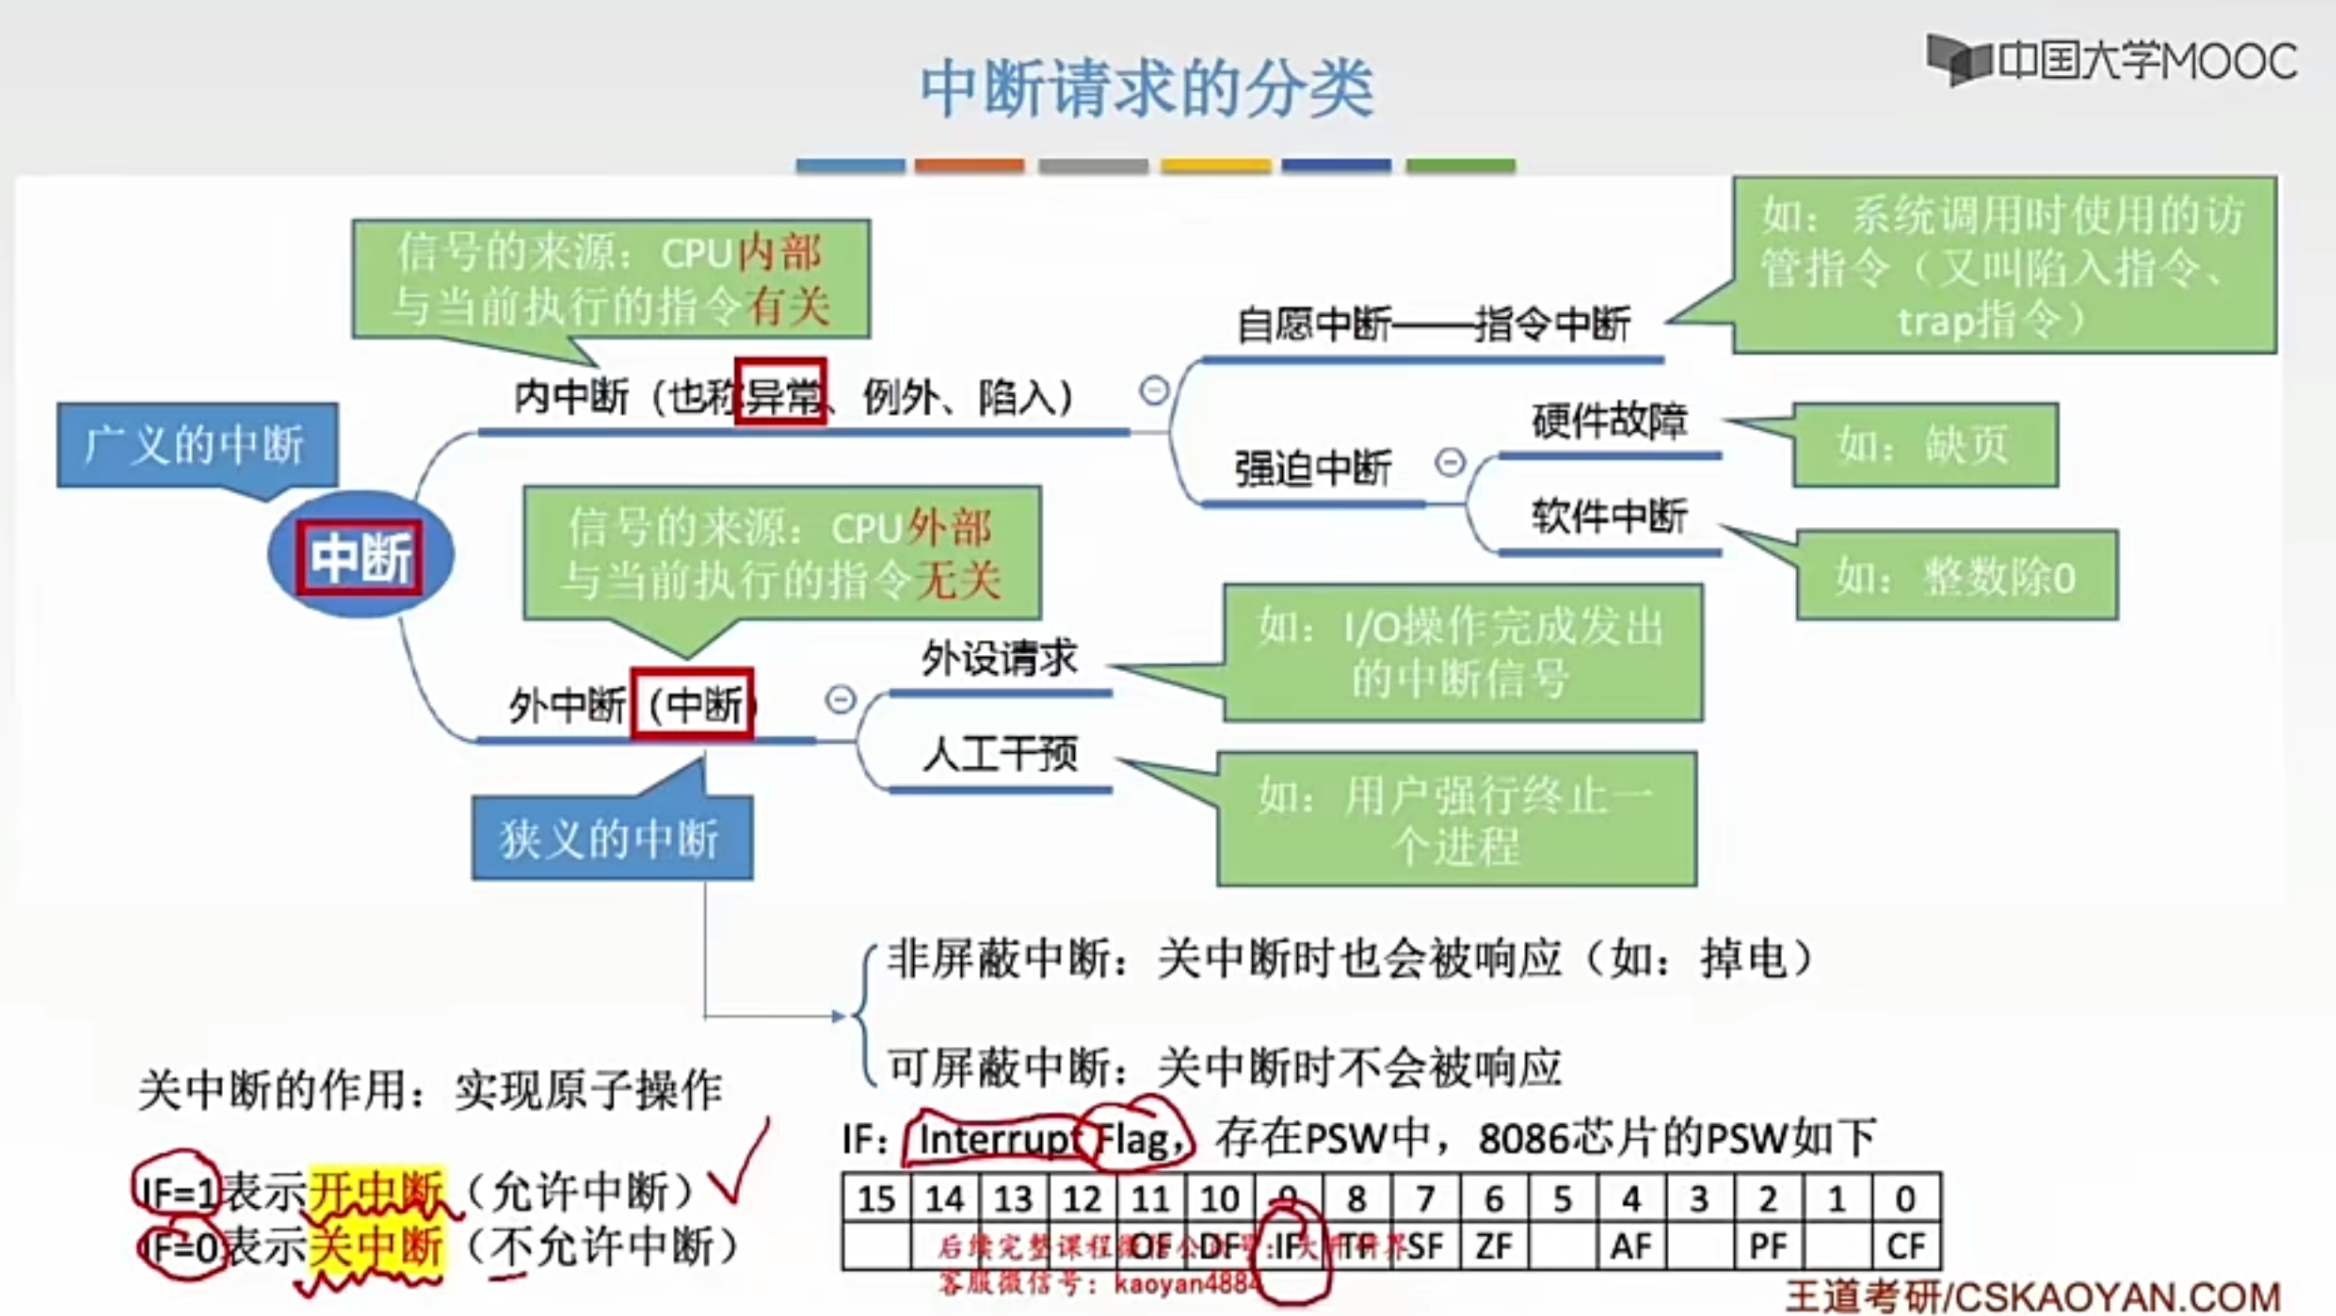 中国大学MOOC
中断请求的分类
信号的来源：CPU内部
与当前执行的指令有关
如：系统调用时使用的访
管指令（又叫陷入指令、
trap指令）
自愿中断——指令中断
内中断（也称异常、例外、陷入）
广义的中断
硬件故障
如：缺页
强迫中断
信号的来源：CPU外部
与当前执行的指令无关
软件中断
如：整数除0
中断
如：I/O操作完成发出
的中断信号
外设请求
外中断（中断）
人工干预
如：用户强行终止一
个进程
狭义的中断
非屏蔽中断：关中断时也会被响应（如：掉电）
可屏蔽中断：关中断时不会被响应
关中断的作用：实现原子操作
IF=1表示开中断（允许中断）
IF=0表示关中断（不允许中断）
IF：Interrupt Flag，存在PSW中，8086芯片的PSW如下
15 14 13 12 11 10 9 8 7 6 5 4 3 2 1 0
OF DF IF TF SF ZF AF PF CF
后续完整课程
客服微信号：kaoyan4884
王道考研/CSKAOYAN.COM